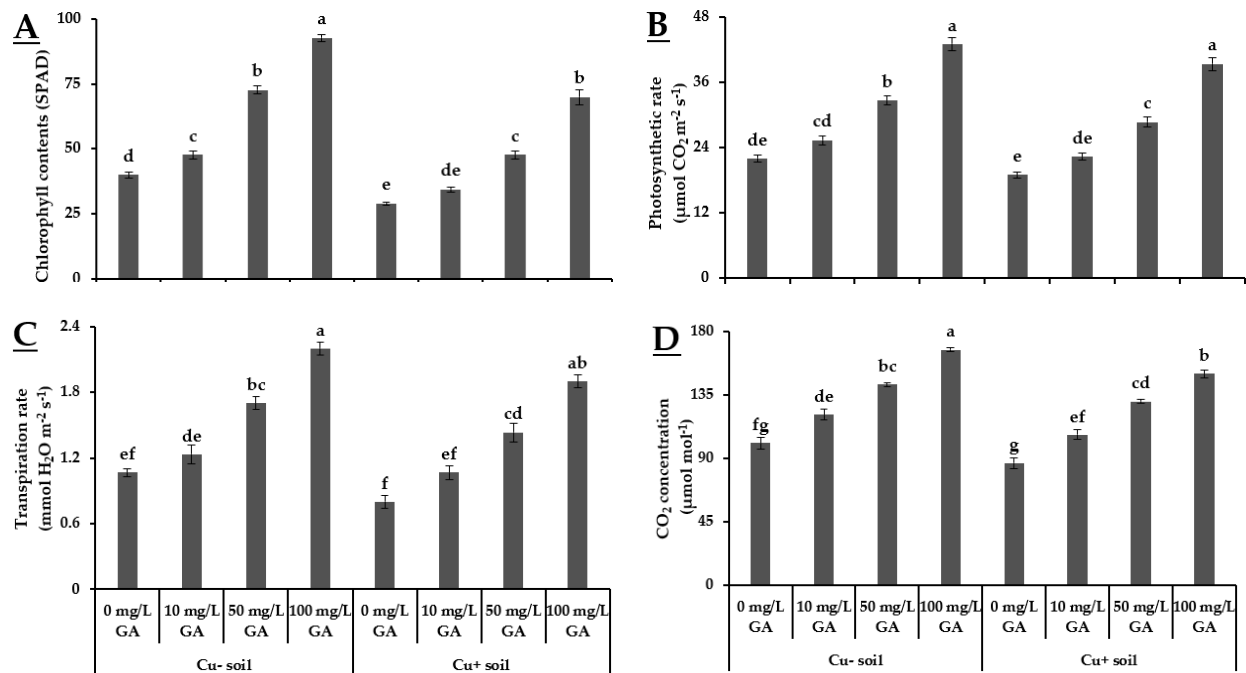 A
Chlorophyll contents (SPAD)
100
75
50
25
0
d
c
b
a
e
de
c
b
B
Photosynthetic rate
(µmol CO2 m-2 s-1)
48
36
24
12
0
de
cd
b
a
e
de
c
a
C
Transpiration rate
(mmol H2O m-2 s-1)
2.4
1.8
1.2
0.6
0
ef
de
bc
a
f
ef
cd
ab
0 mg/L GA
10 mg/L GA
50 mg/L GA
100 mg/L GA
0 mg/L GA
10 mg/L GA
50 mg/L GA
100 mg/L GA
Cu- soil
Cu+ soil
D
CO2 concentration
(µmol mol-1)
180
135
90
45
0
fg
de
bc
a
g
ef
cd
b
0 mg/L GA
10 mg/L GA
50 mg/L GA
100 mg/L GA
0 mg/L GA
10 mg/L GA
50 mg/L GA
100 mg/L GA
Cu- soil
Cu+ soil